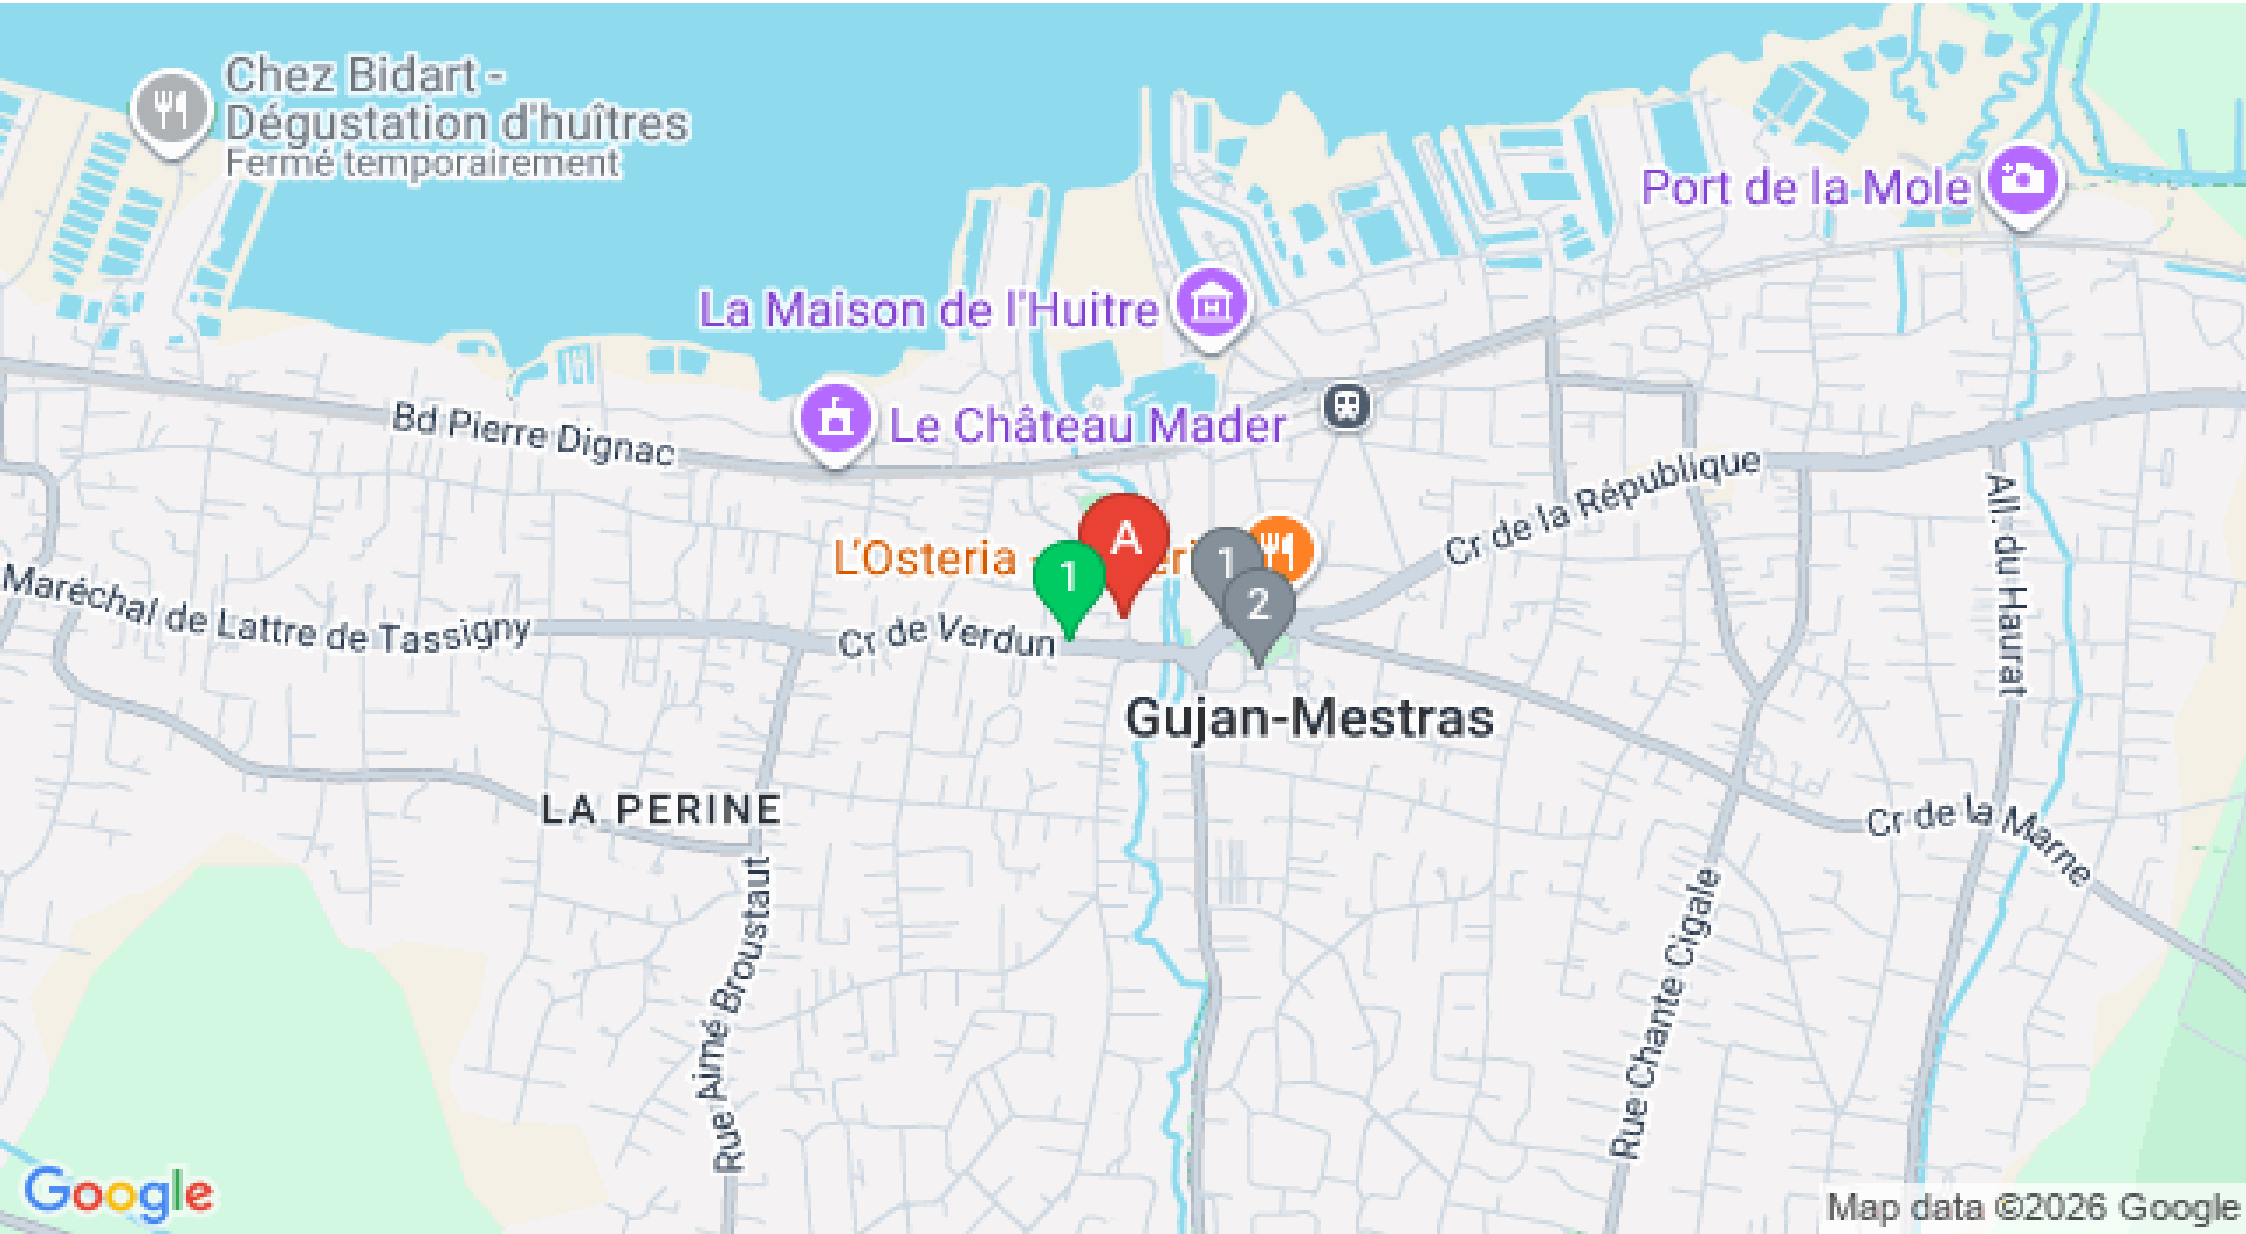 Chez Bidart -
Dégustation d'huîtres
Fermé temporairement
Port de la Mole
La Maison de l'Huitre
Le Château Mader
Bd Pierre Dignac
Cr de la République
All. du Haurat
L'Osteria -
A
1
1
2
Maréchal de Lattre de Tassigny
Cr de Verdun
Gujan-Mestras
LA PERINE
Cr de la Marne
Rue Aimé Broustaut
Rue Chante Cigale
Google
Map data ©2026 Google